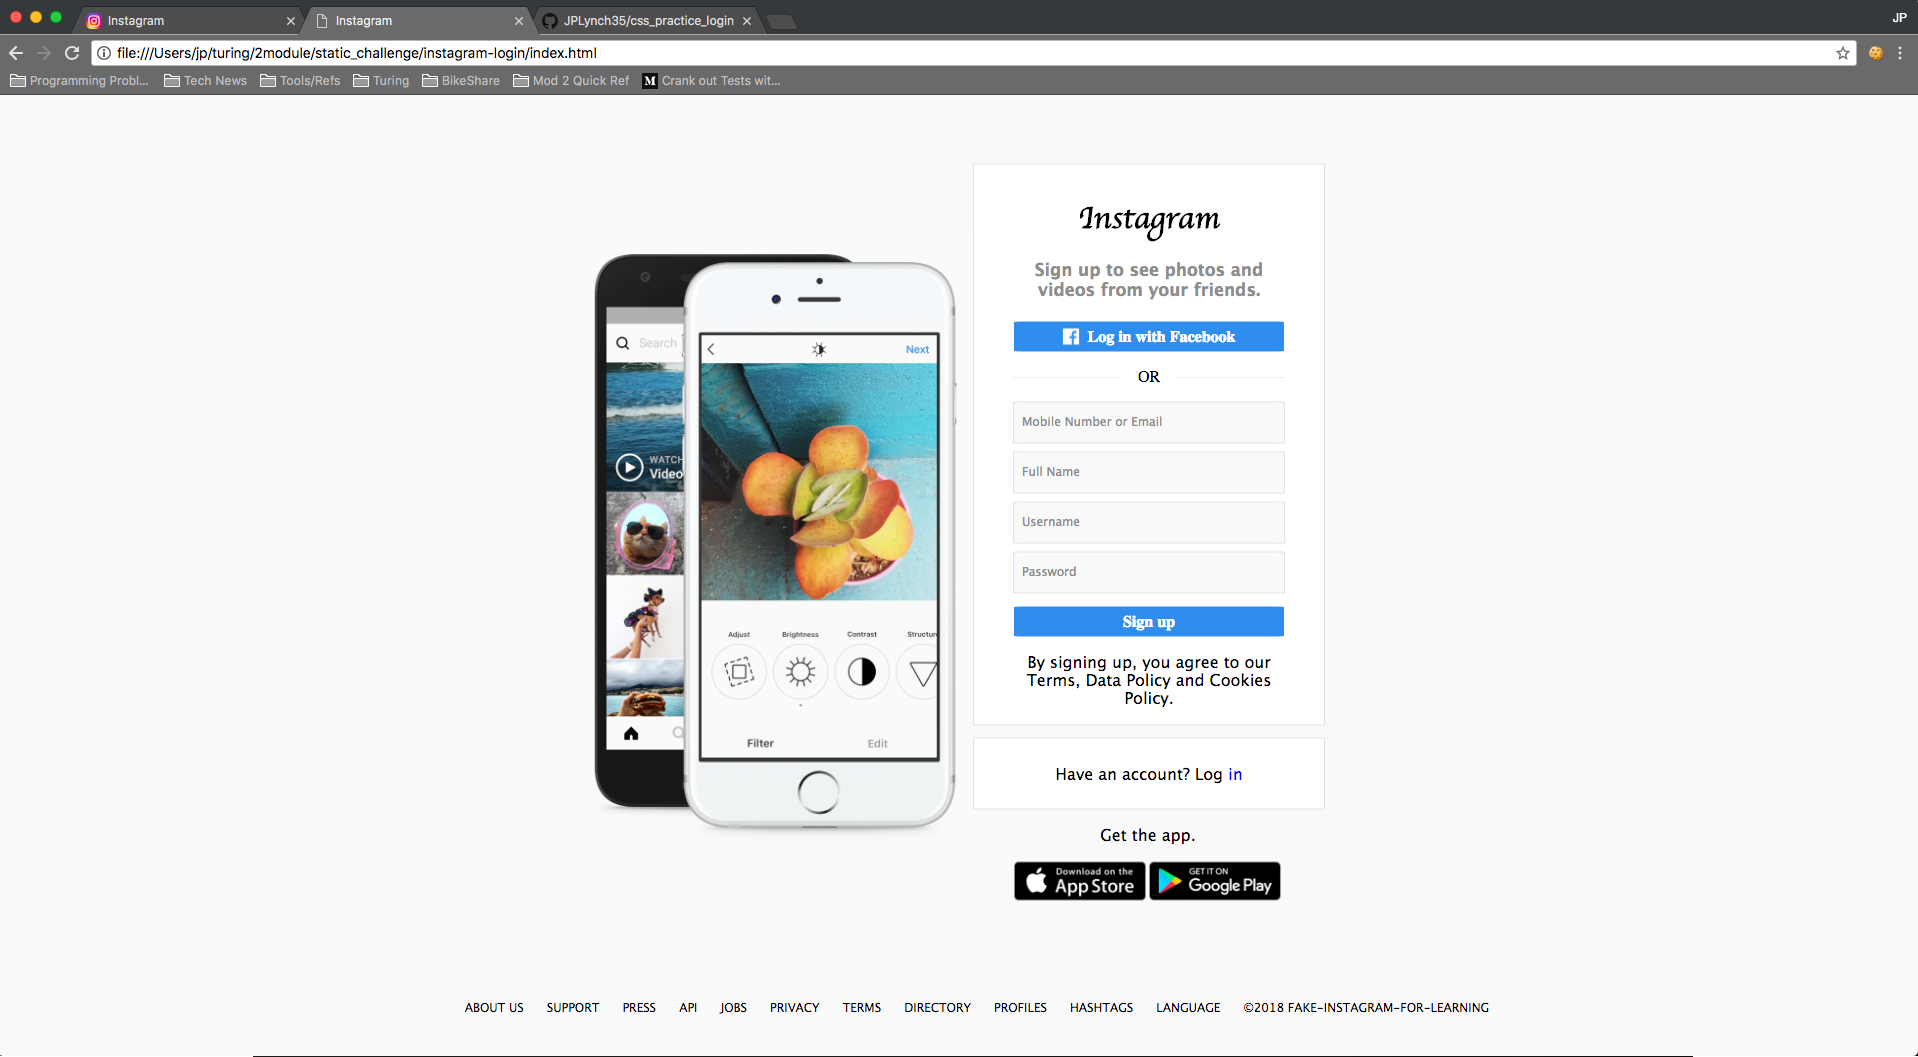 Instagram
Instagram
JPLynch35/css_practice_login
JP
file:///Users/jp/turing/2module/static_challenge/instagram-login/index.html
Programming Probl...
Tech News
Tools/Refs
Turing
BikeShare
Mod 2 Quick Ref
M
Crank out Tests wit...
Search
WATCH
Video
Next
Adjust
Brightness
Contrast
Structur
Filter
Edit
Instagram
Sign up to see photos and
videos from your friends.
Log in with Facebook
OR
Mobile Number or Email
Full Name
Username
Password
Sign up
By signing up, you agree to our
Terms, Data Policy and Cookies
Policy.
Have an account? Log in
Get the app.
Download on the
App Store
GET IT ON
Google Play
ABOUT US SUPPORT PRESS API JOBS PRIVACY TERMS DIRECTORY PROFILES HASHTAGS LANGUAGE ©2018 FAKE-INSTAGRAM-FOR-LEARNING